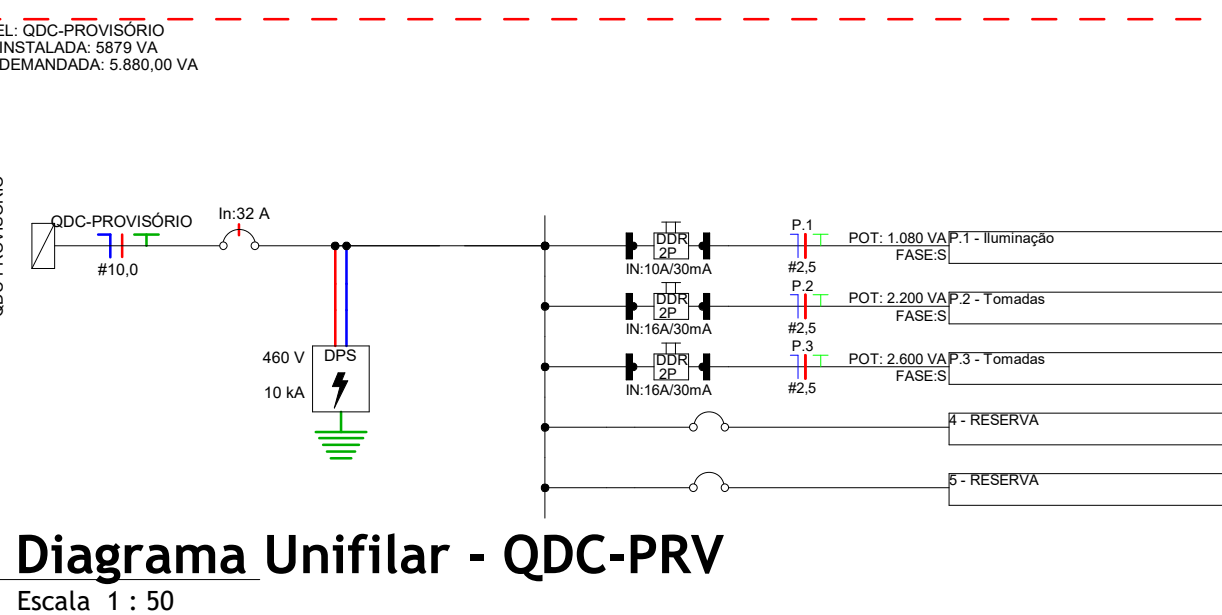 EL: QDC-PROVISÓRIO
INSTALADA: 5879 VA
DEMANDADA: 5.880,00 VA
QDC-PROVISÓRIO
#10,0
In:32 A
460 V
DPS
10 kA
DDR
2P
IN:10A/30mA
P.1
#2,5
POT: 1.080 VA
FASE:S
P.1 - Iluminação
DDR
2P
IN:16A/30mA
P.2
#2,5
POT: 2.200 VA
FASE:S
P.2 - Tomadas
DDR
2P
IN:16A/30mA
P.3
#2,5
POT: 2.600 VA
FASE:S
P.3 - Tomadas
4 - RESERVA
5 - RESERVA
Diagrama Unifilar - QDC-PRV
Escala 1 : 50